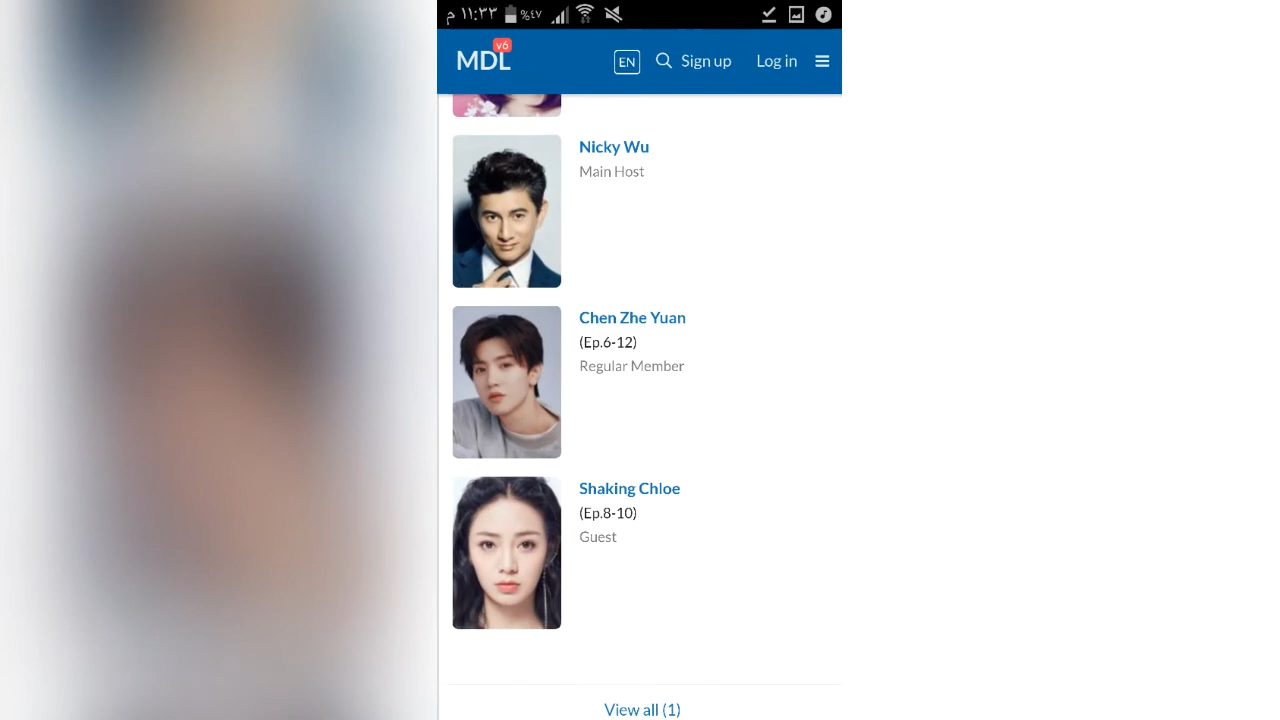 م ١١:٣٣ %٤٧
MDL v6 EN Sign up Log in
Nicky Wu
Main Host
Chen Zhe Yuan
(Ep.6-12)
Regular Member
Shaking Chloe
(Ep.8-10)
Guest
View all (1)